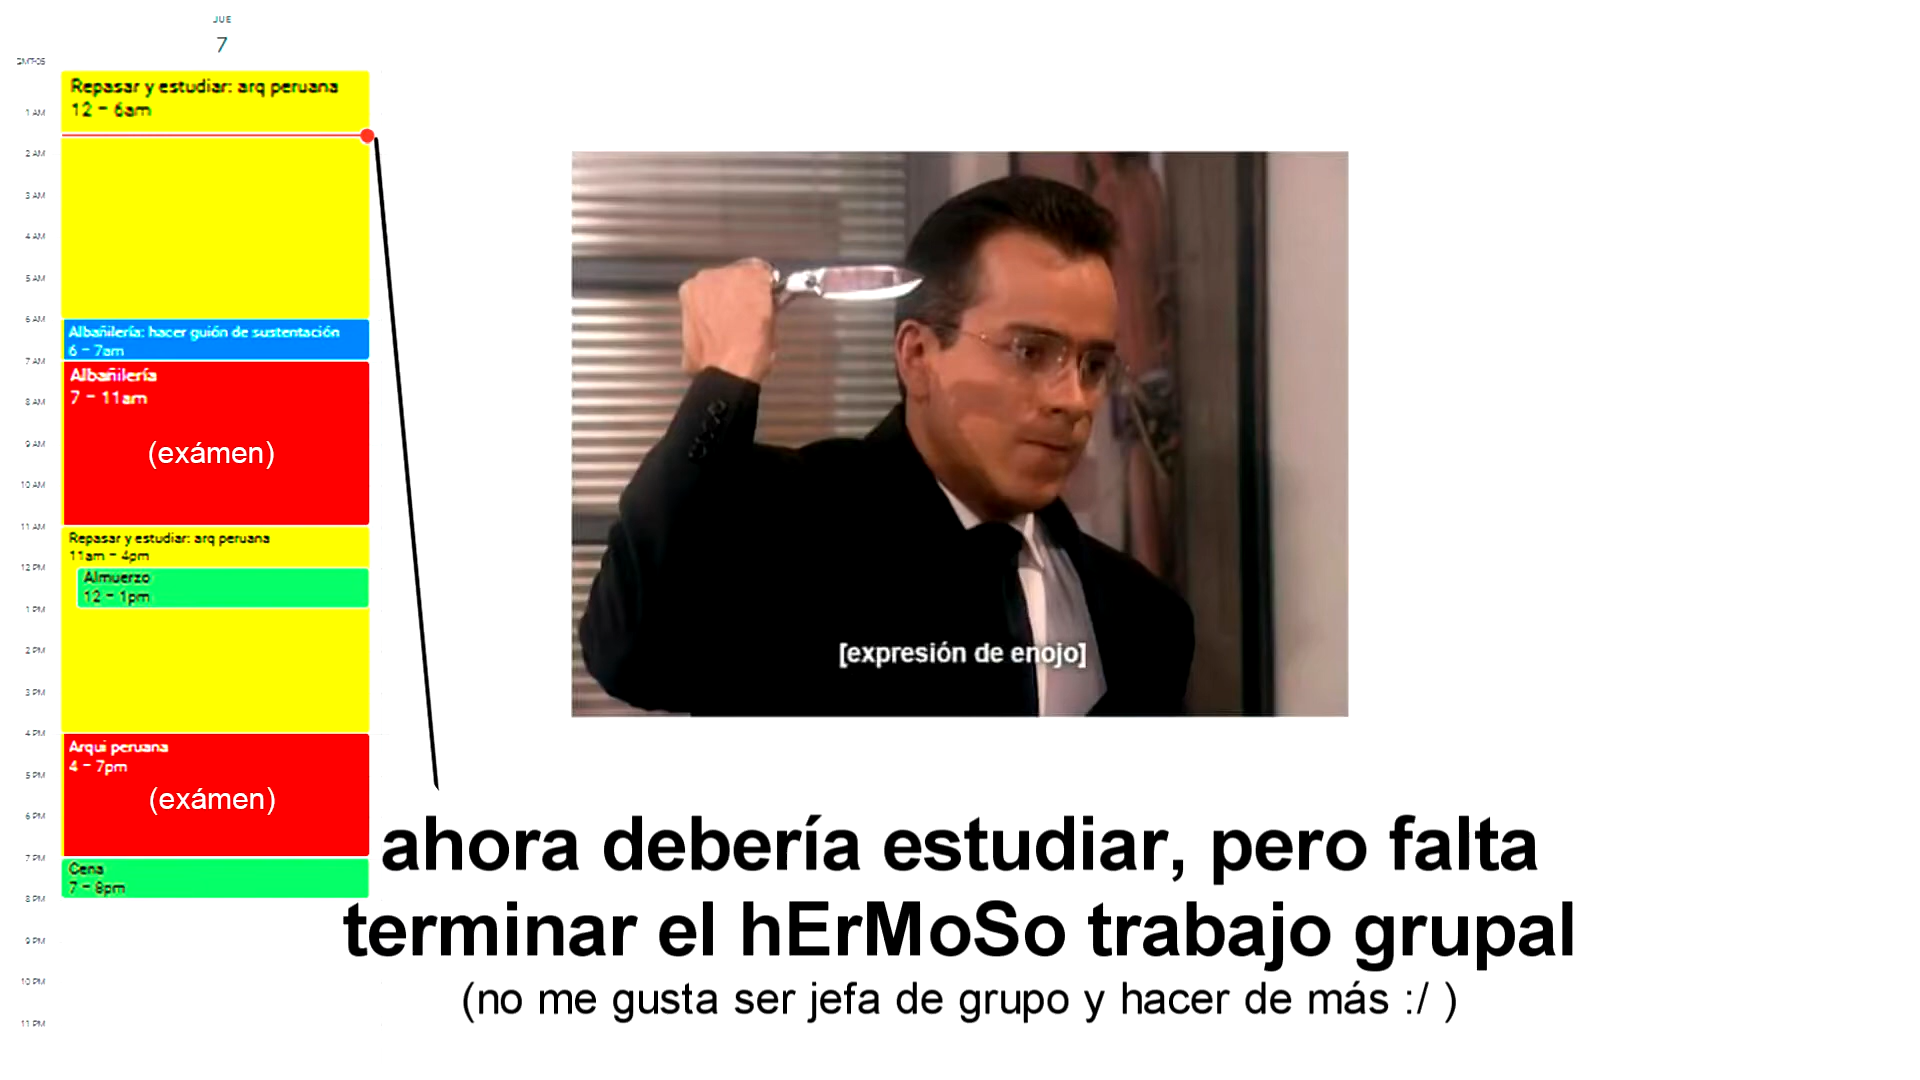 JUE
7
GMT-05
Repasar y estudiar: arq peruana
12 – 6am
1 AM
2 AM
3 AM
4 AM
5 AM
6 AM
Albañilería: hacer guión de sustentación
6 – 7am
7 AM
Albañilería
7 – 11am
8 AM
9 AM
(exámen)
10 AM
11 AM
Repasar y estudiar: arq peruana
11am – 4pm
12 PM
Almuerzo
12 – 1pm
1 PM
2 PM
3 PM
4 PM
Arqui peruana
4 – 7pm
5 PM
(exámen)
6 PM
7 PM
Cena
7 – 8pm
8 PM
9 PM
10 PM
11 PM
[expresión de enojo]
ahora debería estudiar, pero falta
terminar el hErMoSo trabajo grupal
(no me gusta ser jefa de grupo y hacer de más :/ )